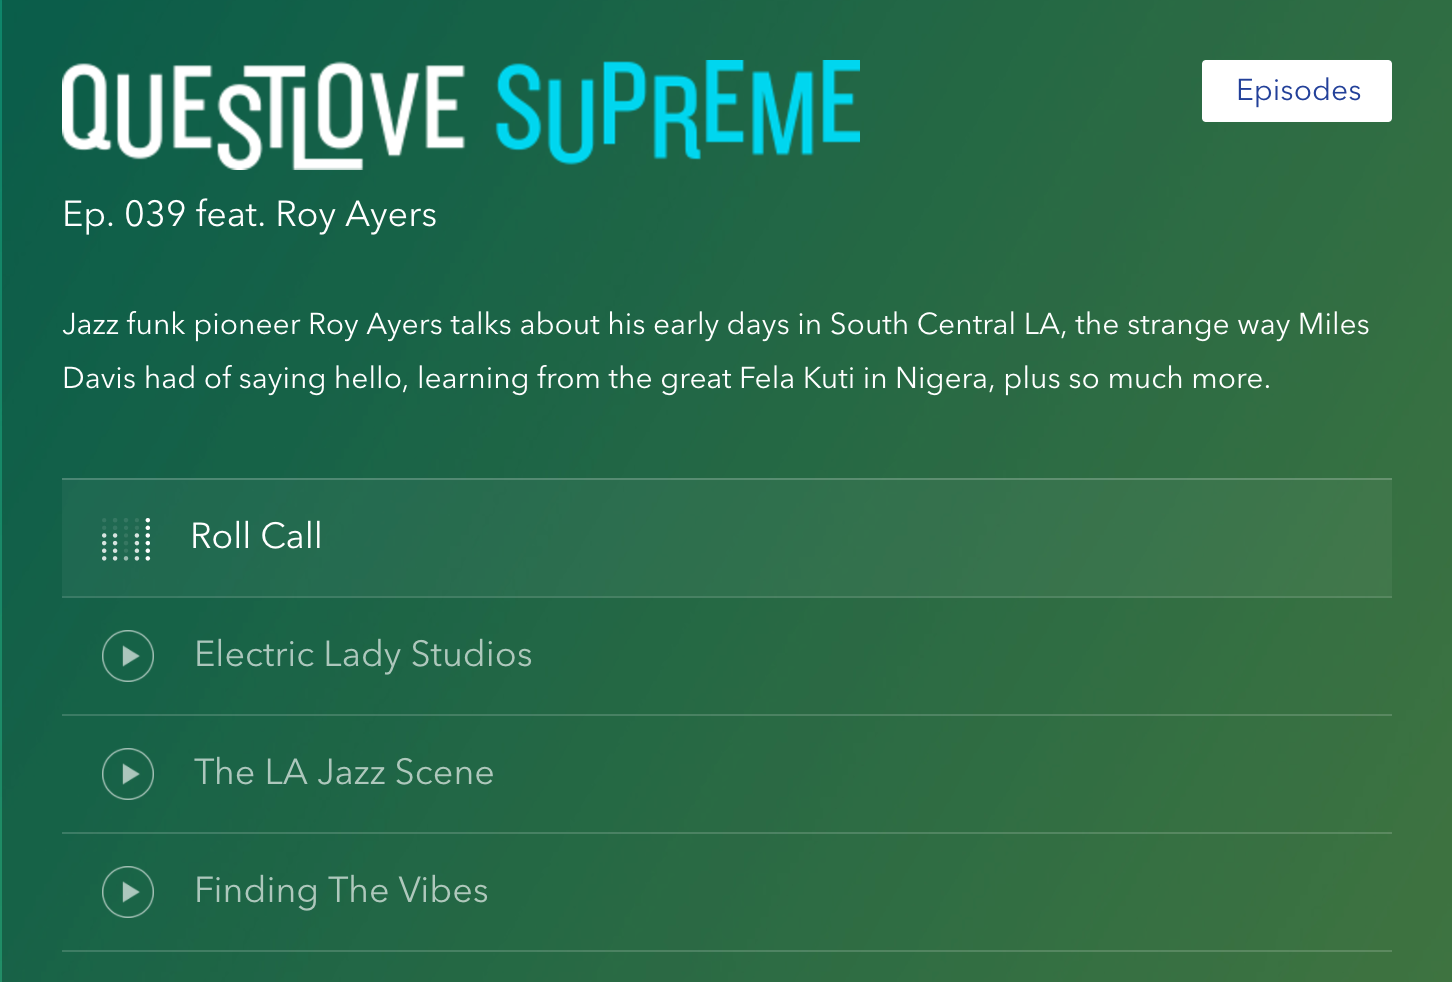 QUESTLOVE SUPREME
Episodes
Ep. 039 feat. Roy Ayers
Jazz funk pioneer Roy Ayers talks about his early days in South Central LA, the strange way Miles
Davis had of saying hello, learning from the great Fela Kuti in Nigera, plus so much more.
Roll Call
Electric Lady Studios
The LA Jazz Scene
Finding The Vibes